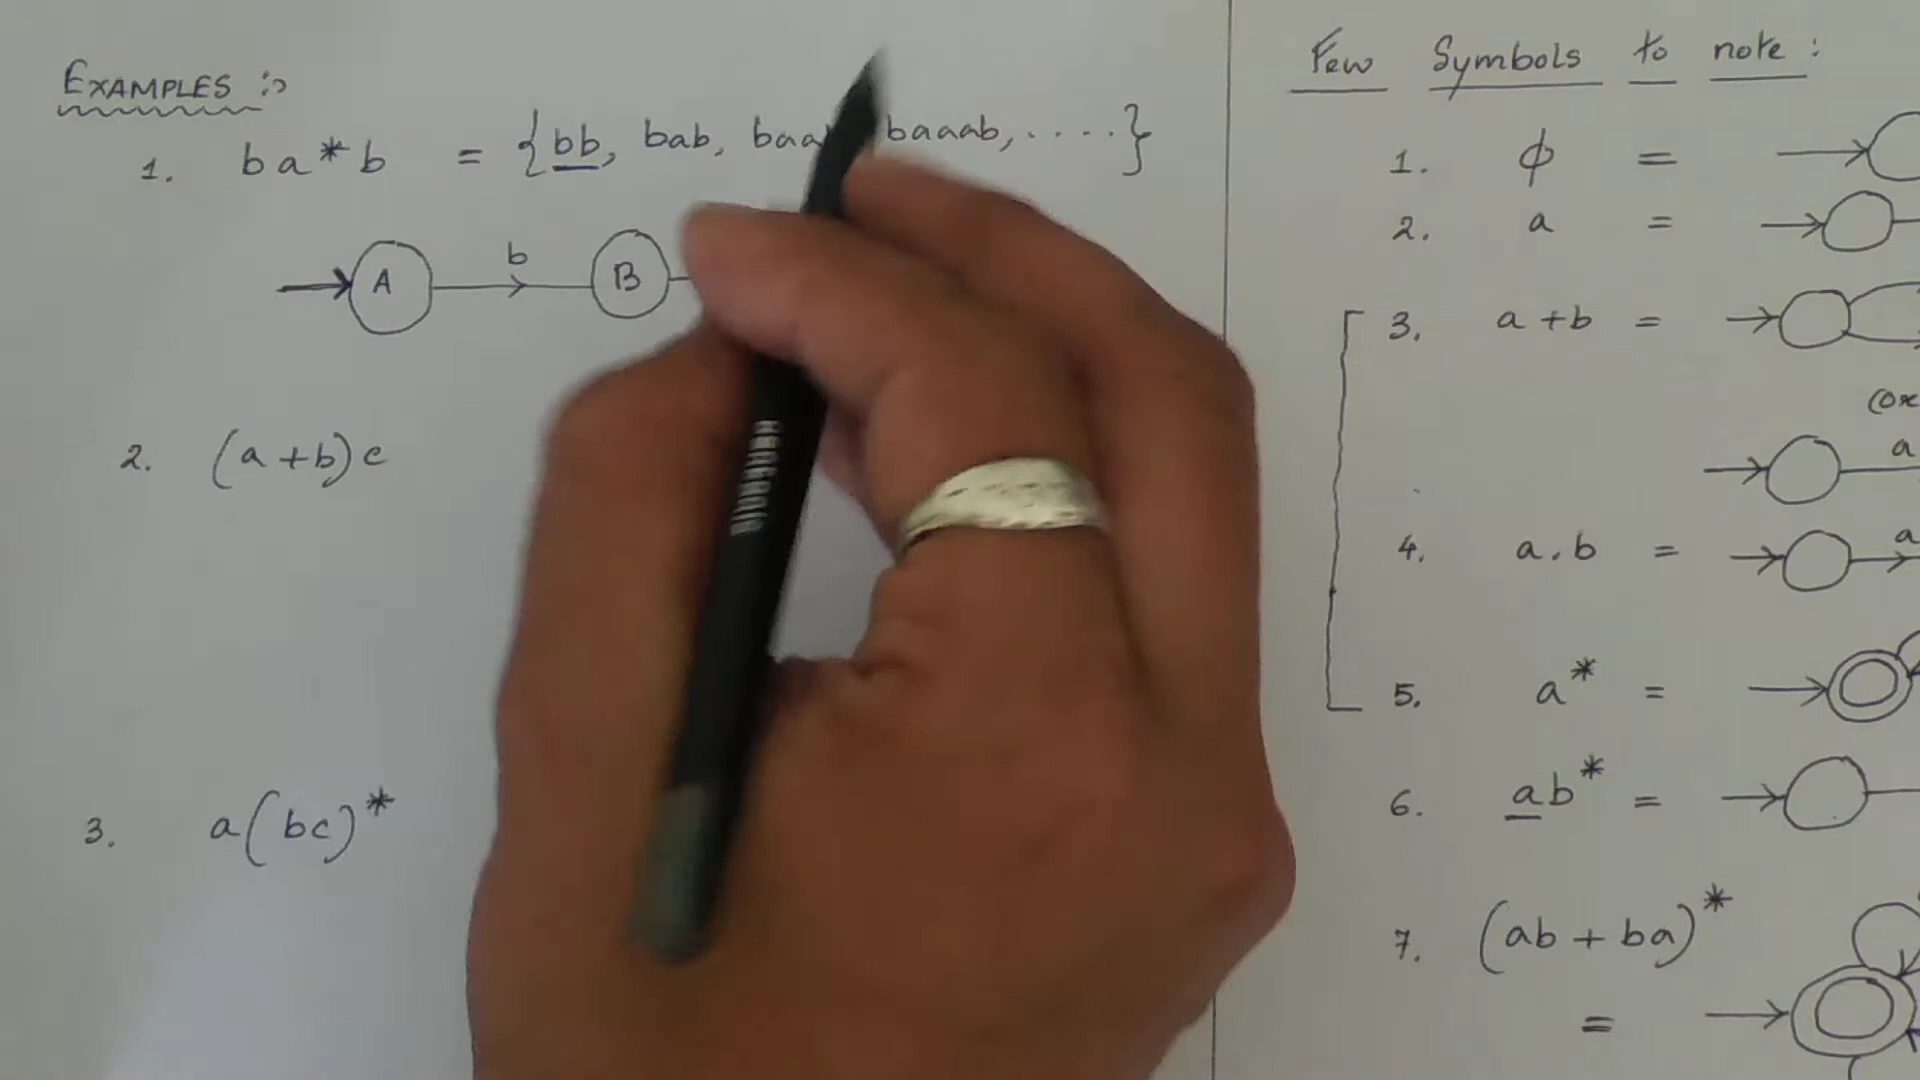 EXAMPLES :-
1. ba*b = {bb, bab, baaab, .....}
b
A B
2. (a+b)c
3. a(bc)*
Few Symbols to note :
1. ϕ =
2. a =
3. a+b =
(or
a
4. a.b =
a
5. a* =
6. ab* =
7. (ab + ba)*
=